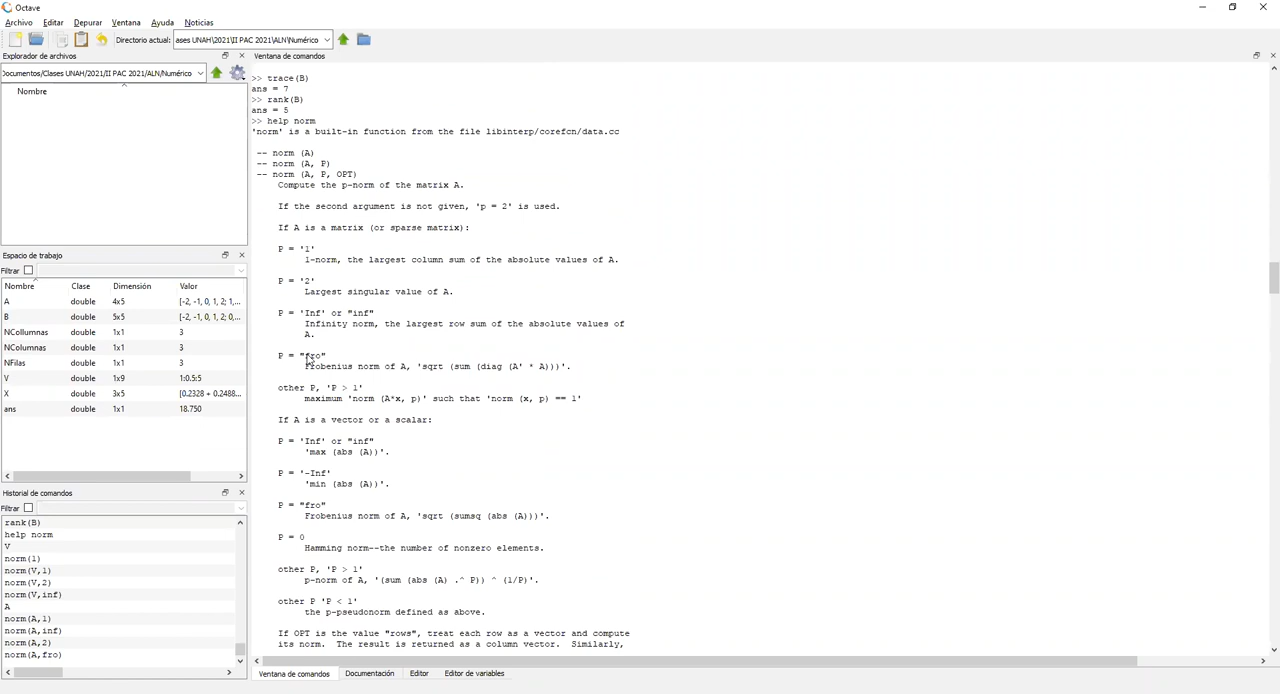 Octave
Archivo Editar Depurar Ventana Ayuda Noticias
Directorio actual: ases UNAH\2021\II PAC 2021\ALN\Numérico
Explorador de archivos
Documentos/Clases UNAH/2021/II PAC 2021/ALN/Numérico
Nombre
Espacio de trabajo
Filtrar
Nombre Clase Dimensión Valor
A double 4x5 [-2, -1, 0, 1, 2; 1,...
B double 5x5 [-2, -1, 0, 1, 2; 0,...
NCollumnas double 1x1 3
NColumnas double 1x1 3
NFilas double 1x1 3
V double 1x9 1:0.5:5
X double 3x5 [0.2328 + 0.2488...
ans double 1x1 18.750
Historial de comandos
Filtrar
rank(B)
help norm
V
norm(1)
norm(V,1)
norm(V,2)
norm(V,inf)
A
norm(A,1)
norm(A,inf)
norm(A,2)
norm(A,fro)
Ventana de comandos
>> trace(B)
ans = 7
>> rank(B)
ans = 5
>> help norm
'norm' is a built-in function from the file libinterp/corefcn/data.cc
-- norm (A)
-- norm (A, P)
-- norm (A, P, OPT)
Compute the p-norm of the matrix A.
If the second argument is not given, 'p = 2' is used.
If A is a matrix (or sparse matrix):
P = '1'
1-norm, the largest column sum of the absolute values of A.
P = '2'
Largest singular value of A.
P = 'Inf' or "inf"
Infinity norm, the largest row sum of the absolute values of
A.
P = "fro"
Frobenius norm of A, 'sqrt (sum (diag (A' * A)))'.
other P, 'P > 1'
maximum 'norm (A*x, p)' such that 'norm (x, p) == 1'
If A is a vector or a scalar:
P = 'Inf' or "inf"
'max (abs (A))'.
P = '-Inf'
'min (abs (A))'.
P = "fro"
Frobenius norm of A, 'sqrt (sumsq (abs (A)))'.
P = 0
Hamming norm--the number of nonzero elements.
other P, 'P > 1'
p-norm of A, '(sum (abs (A) .^ P)) ^ (1/P)'.
other P 'P < 1'
the p-pseudonorm defined as above.
If OPT is the value "rows", treat each row as a vector and compute
its norm. The result is returned as a column vector. Similarly,
Ventana de comandos Documentación Editor Editor de variables